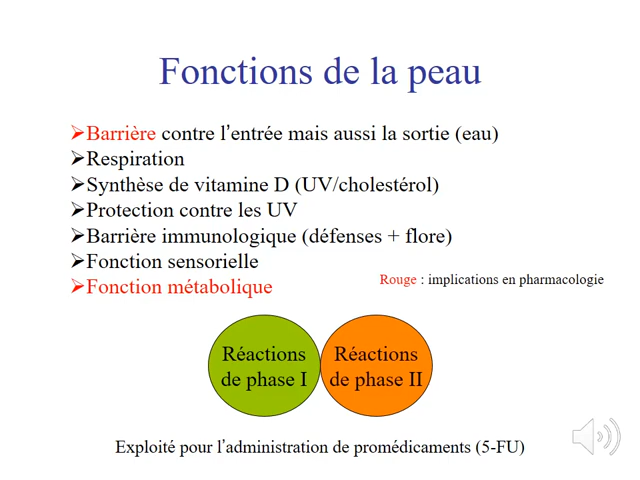 Fonctions de la peau
➢Barrière contre l'entrée mais aussi la sortie (eau)
➢Respiration
➢Synthèse de vitamine D (UV/cholestérol)
➢Protection contre les UV
➢Barrière immunologique (défenses + flore)
➢Fonction sensorielle
➢Fonction métabolique
Rouge : implications en pharmacologie
Réactions
de phase I
Réactions
de phase II
Exploité pour l'administration de promédicaments (5-FU)